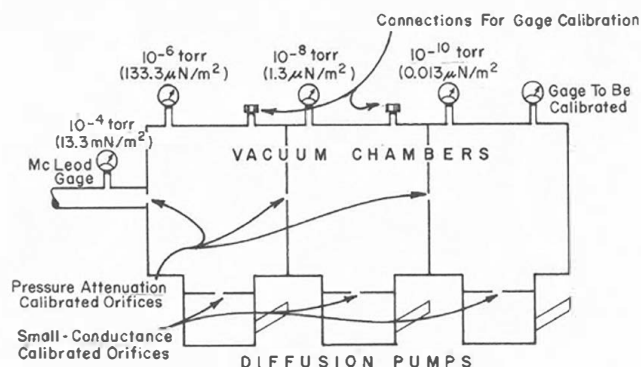 Connections For Gage Calibration
10-6 torr
(133.3μN/m2)
10-8 torr
(1.3μN/m2)
10-10 torr
(0.013μN/m2
Gage To Be
Calibrated
10-4 torr
(13.3mN/m2)
McLeod
Gage
VACUUM CHAMBERS
Pressure Attenuation
Calibrated Orifices
Small-Conductance
Calibrated Orifices
DIFFUSION PUMPS